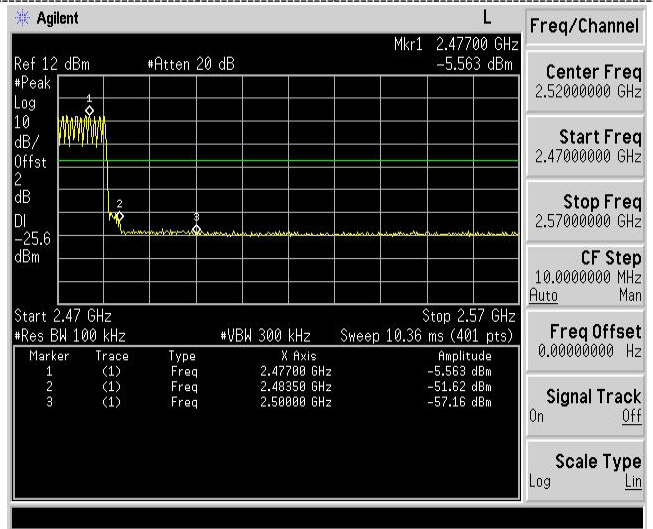 Agilent L
Mkr1 2.47700 GHz
Ref 12 dBm #Atten 20 dB -5.563 dBm
#Peak
Log
10
dB/
Offst
2
dB
DI
-25.6
dBm
1
2
3
Start 2.47 GHz Stop 2.57 GHz
#Res BW 100 kHz #VBW 300 kHz Sweep 10.36 ms (401 pts)
Marker Trace Type X Axis Amplitude
1 (1) Freq 2.47700 GHz -5.563 dBm
2 (1) Freq 2.48350 GHz -51.62 dBm
3 (1) Freq 2.50000 GHz -57.16 dBm
Freq/Channel
Center Freq
2.52000000 GHz
Start Freq
2.47000000 GHz
Stop Freq
2.57000000 GHz
CF Step
10.0000000 MHz
Auto Man
Freq Offset
0.00000000 Hz
Signal Track
On Off
Scale Type
Log Lin